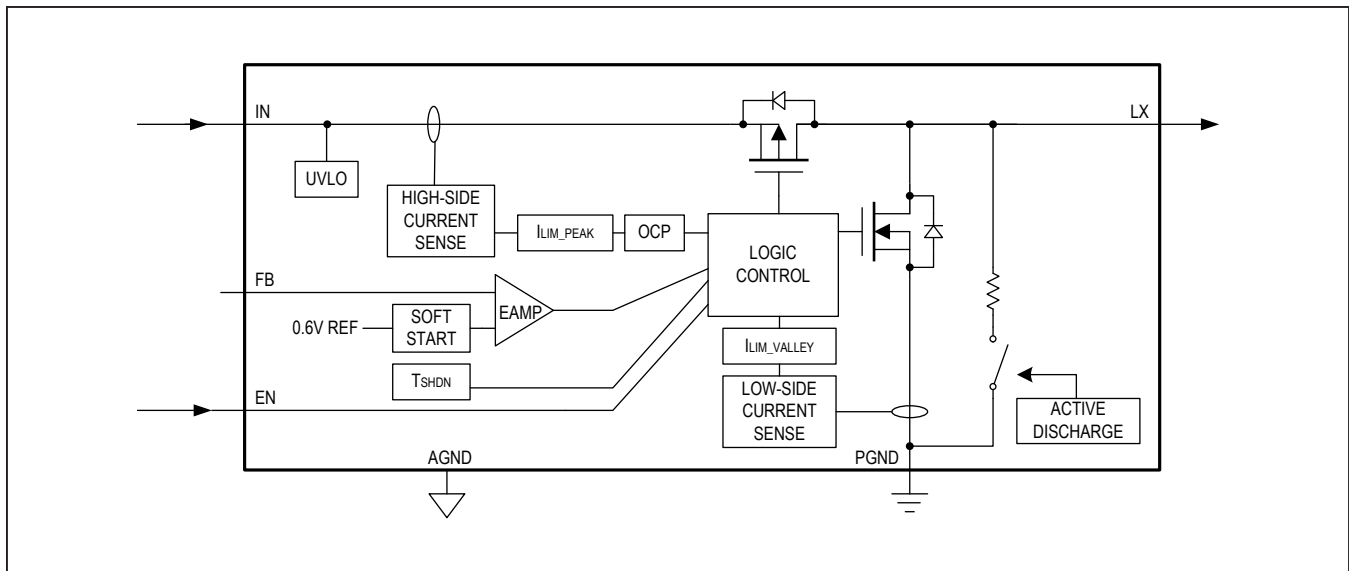 IN
LX
UVLO
HIGH-SIDE
CURRENT
SENSE
ILIM_PEAK
OCP
LOGIC
CONTROL
FB
EAMP
0.6V REF
SOFT
START
ILIM_VALLEY
TSHDN
LOW-SIDE
CURRENT
SENSE
EN
ACTIVE
DISCHARGE
AGND
PGND